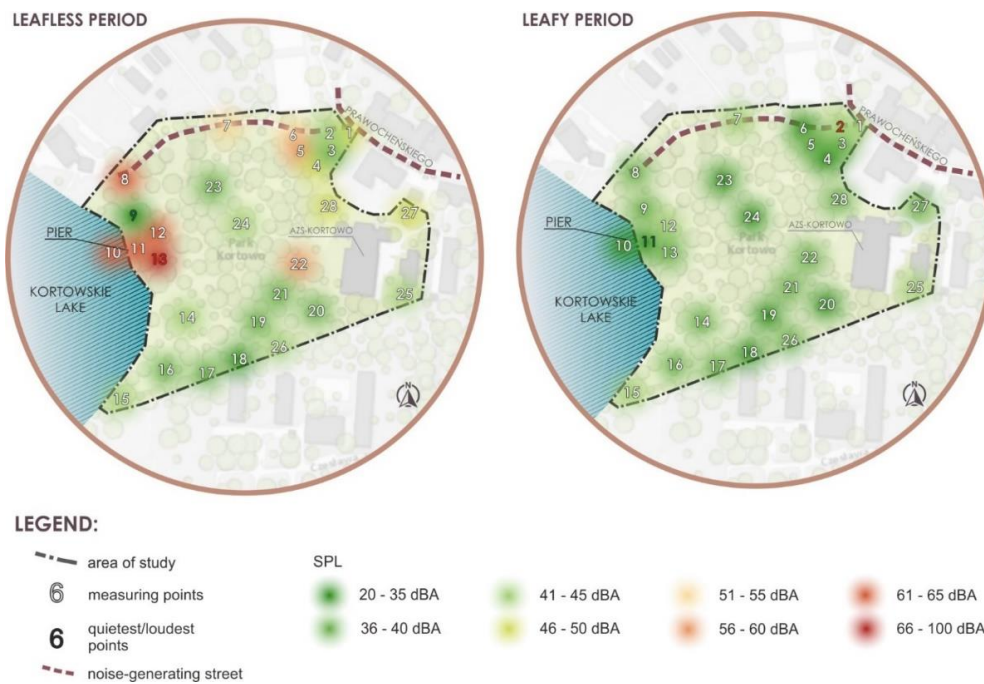 LEAFLESS PERIOD
PRAWOCHEŃSKIEGO
7
6
2
1
5
3
4
8
23
28
27
9
24
12
PIER
11
AZS-KORTOWO
10
13
Park
Kortowo
22
KORTOWSKIE
LAKE
21
25
20
14
19
26
18
16
17
15
N
LEAFY PERIOD
PRAWOCHEŃSKIEGO
7
6
2
1
5
3
4
8
23
28
27
9
24
12
PIER
11
AZS-KORTOWO
10
13
Park
Kortowo
22
KORTOWSKIE
LAKE
21
25
20
14
19
26
18
16
17
15
N
LEGEND:
area of study
6 measuring points
6 quietest/loudest
points
noise-generating street
SPL
20 - 35 dBA
36 - 40 dBA
41 - 45 dBA
46 - 50 dBA
51 - 55 dBA
56 - 60 dBA
61 - 65 dBA
66 - 100 dBA